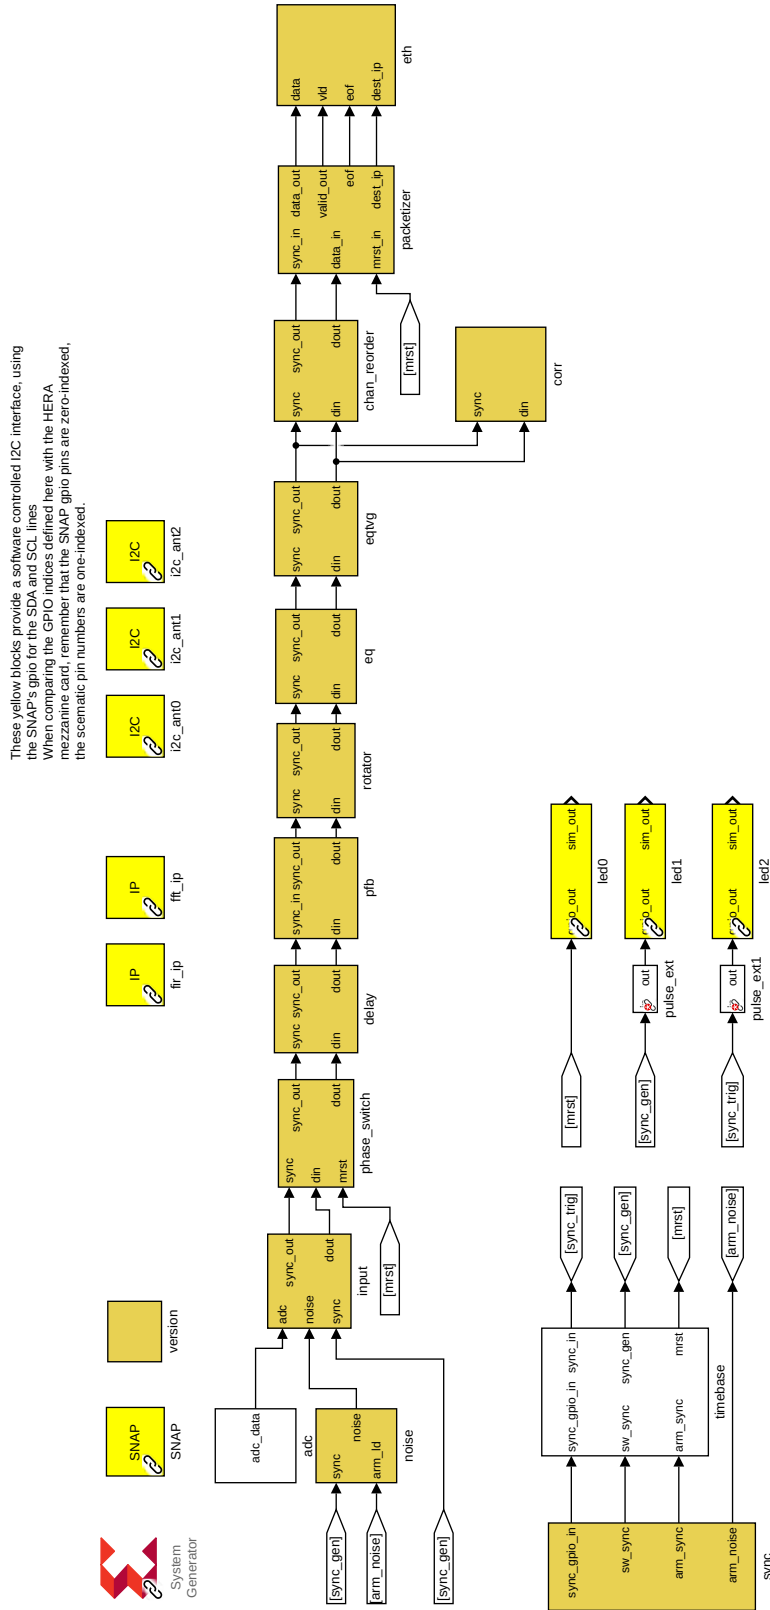 These yellow blocks provide a software controlled I2C interface, using
the SNAP's gpio for the SDA and SCL lines
When comparing the GPIO indices defined here with the HERA
mezzanine card, remember that the SNAP gpio pins are zero-indexed,
the scematic pin numbers are one-indexed.
System
Generator
SNAP
SNAP
version
IP
fir_ip
IP
fft_ip
I2C
i2c_ant0
I2C
i2c_ant1
I2C
i2c_ant2
adc_data
adc
[sync_gen]
[arm_noise]
sync
arm_ld
noise
noise
[sync_gen]
adc
noise
sync
sync_out
dout
input
[mrst]
sync
din
mrst
sync_out
dout
phase_switch
sync
din
sync_out
dout
delay
sync_in
din
sync_out
dout
pfb
sync
din
sync_out
dout
rotator
sync
din
sync_out
dout
eq
sync
din
sync_out
dout
eqtvg
sync
din
sync_out
dout
chan_reorder
sync
din
corr
[mrst]
sync_in
data_in
mrst_in
data_out
valid_out
eof
dest_ip
packetizer
data
vld
eof
dest_ip
eth
sync_gpio_in
sw_sync
arm_sync
arm_noise
sync
sync_gpio_in
sw_sync
arm_sync
sync_in
sync_gen
mrst
timebase
[sync_trig]
[sync_gen]
[mrst]
[arm_noise]
[mrst]
sim_out
led0
[sync_gen]
out
pulse_ext
sim_out
led1
[sync_trig]
out
pulse_ext1
sim_out
led2